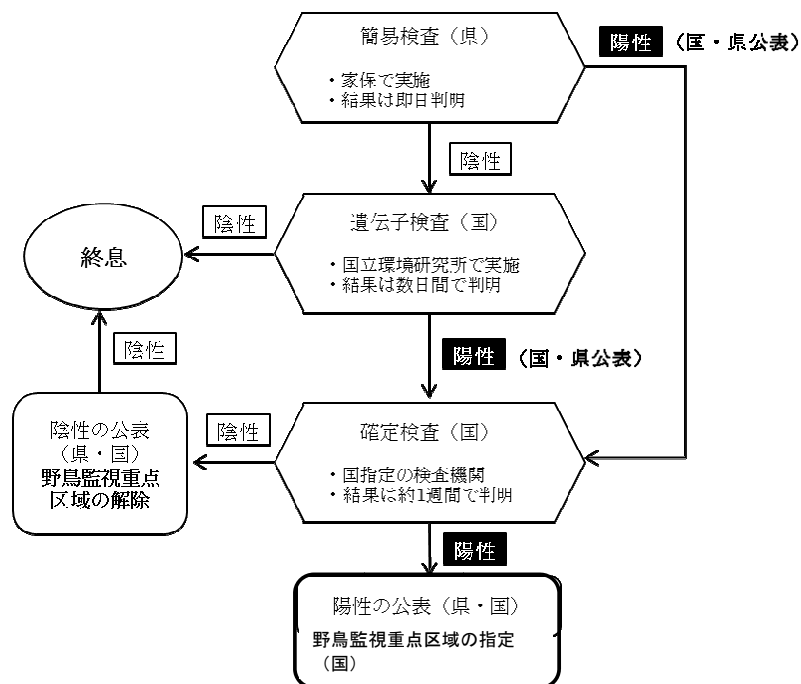 簡易検査（県）
・家保で実施
・結果は即日判明
陽性 （国・県公表）
陰性
遺伝子検査（国）
・国立環境研究所で実施
・結果は数日間で判明
陰性
終息
陽性 （国・県公表）
陰性
確定検査（国）
・国指定の検査機関
・結果は約1週間で判明
陰性
陰性の公表
（県・国）
野鳥監視重点
区域の解除
陽性
陽性の公表（県・国）
野鳥監視重点区域の指定
（国）